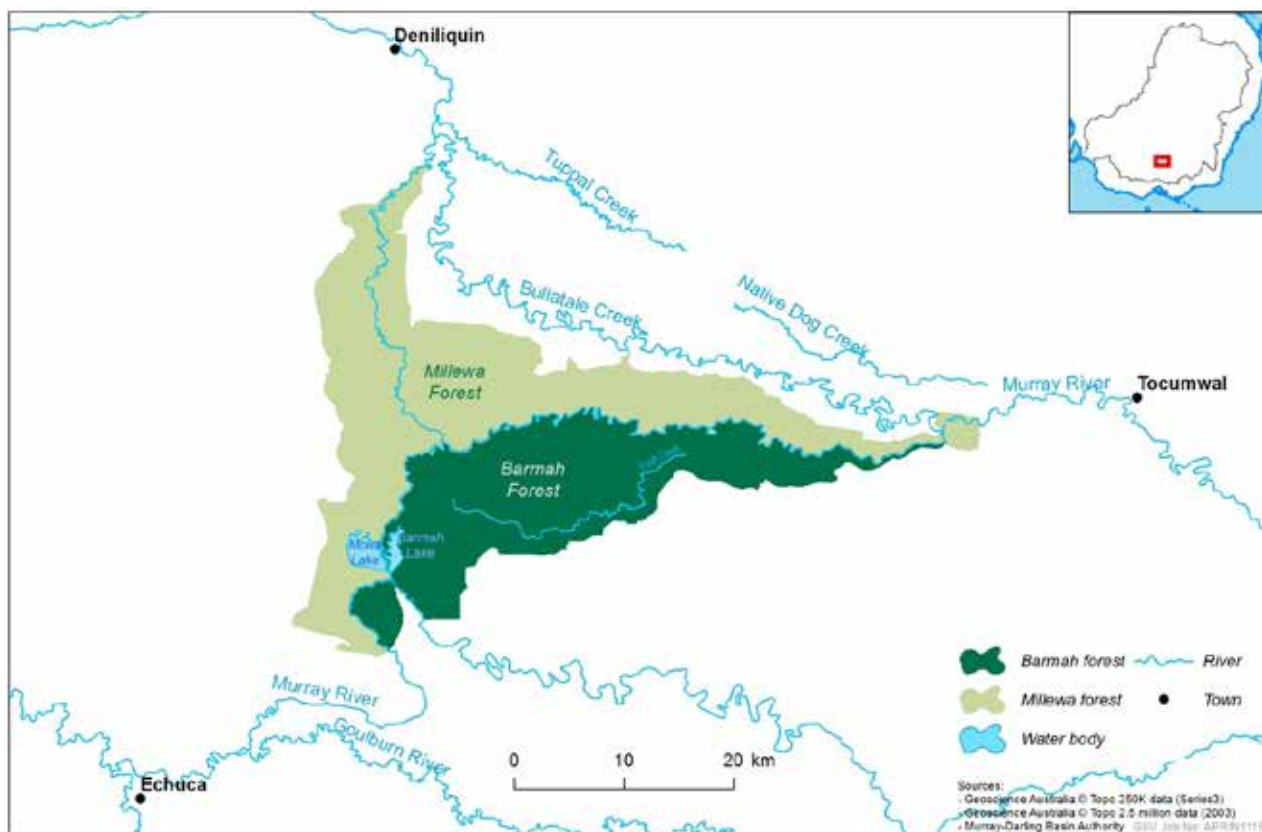 Deniliquin
Tuppal Creek
Bullatale Creek
Native Dog Creek
Murray River
Tocumwal
Millewa
Forest
Barmah
Forest
Barmah
Lake
Moira
Lake
Murray River
Goulburn River
Echuca
0 10 20 km
Barmah forest
River
Millewa forest
Town
Water body
Sources:
- Geoscience Australia © Topo 250K data (Series3)
- Geoscience Australia © Topo 2.5 million data (2003)
- Murray-Darling Basin Authority